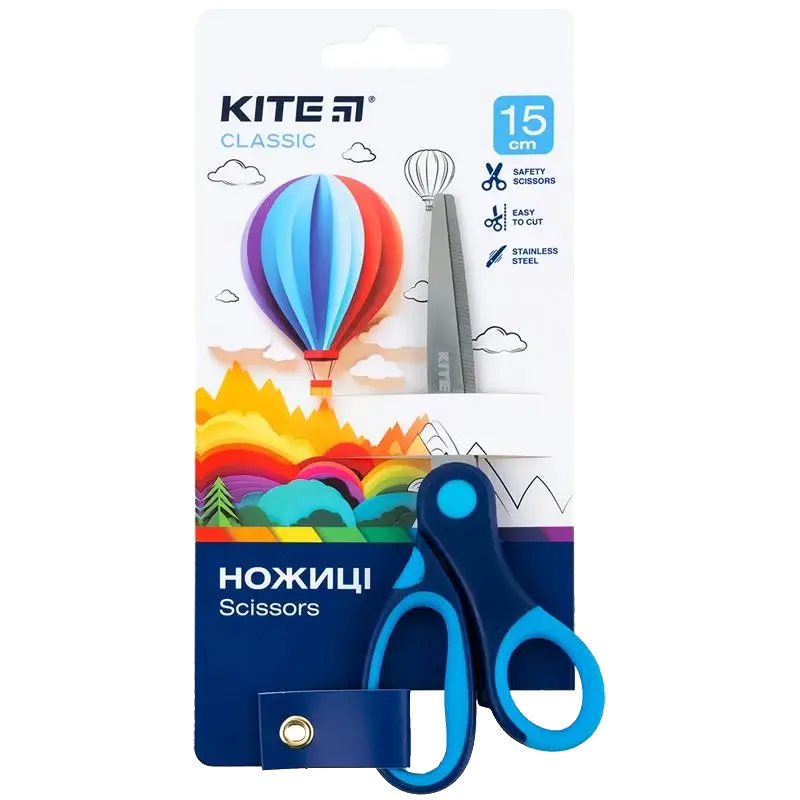 KITE®
CLASSIC
15
cm
SAFETY
SCISSORS
EASY
TO CUT
STAINLESS
STEEL
KITE
НОЖИЦІ
Scissors